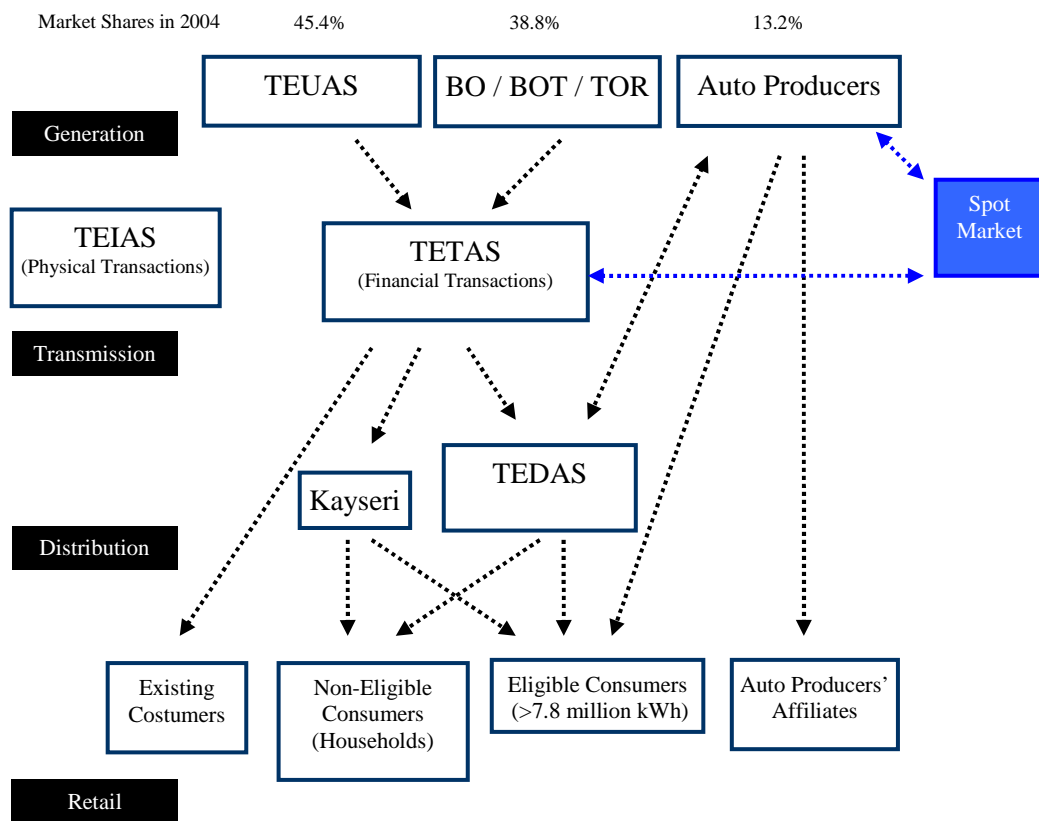 Market Shares in 2004 45.4% 38.8% 13.2%
TEUAS
BO / BOT / TOR
Auto Producers
Generation
Spot
Market
TEIAS
(Physical Transactions)
TETAS
(Financial Transactions)
Transmission
TEDAS
Kayseri
Distribution
Existing
Costumers
Non-Eligible
Consumers
(Households)
Eligible Consumers
(>7.8 million kWh)
Auto Producers’
Affiliates
Retail